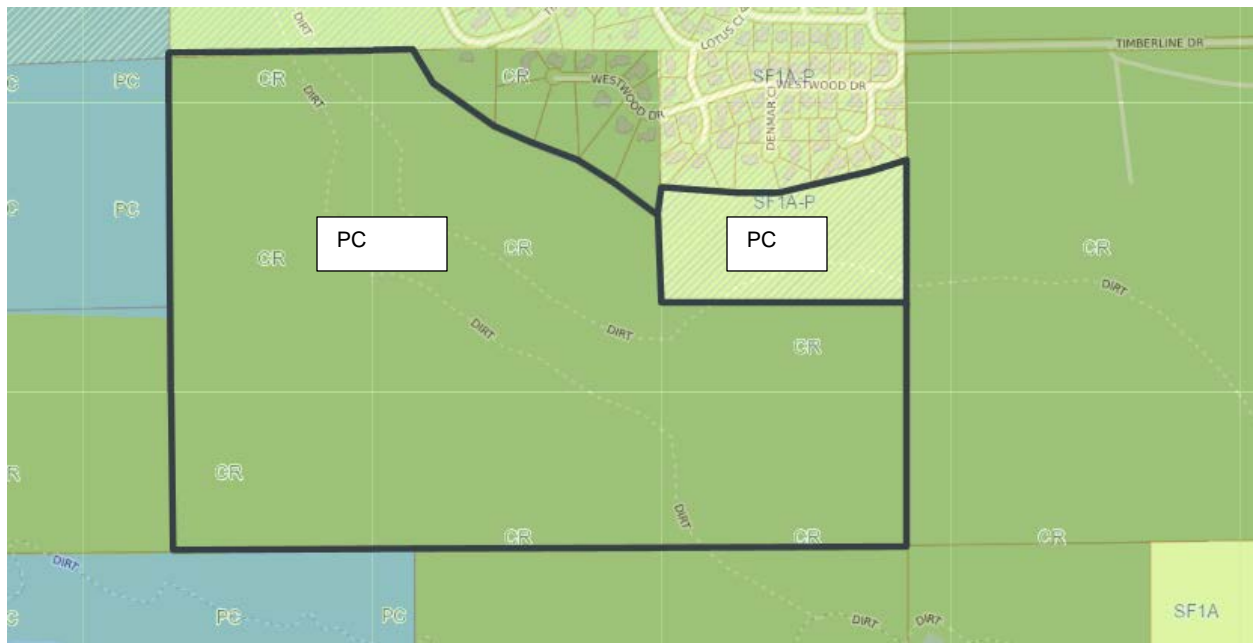 DIRT
TIMBERLINE DR
LOTUS CI
PC
CR
CR
WESTWOOD DR
SF1A-P
WESTWOOD DR
DIRT
DENMAR CI
PC
SF1A-P
PC
PC
CR
CR
CR
DIRT
DIRT
DIRT
CR
CR
DIRT
CR
CR
CR
DIRT
PC
PC
SF1A
DIRT
DIRT